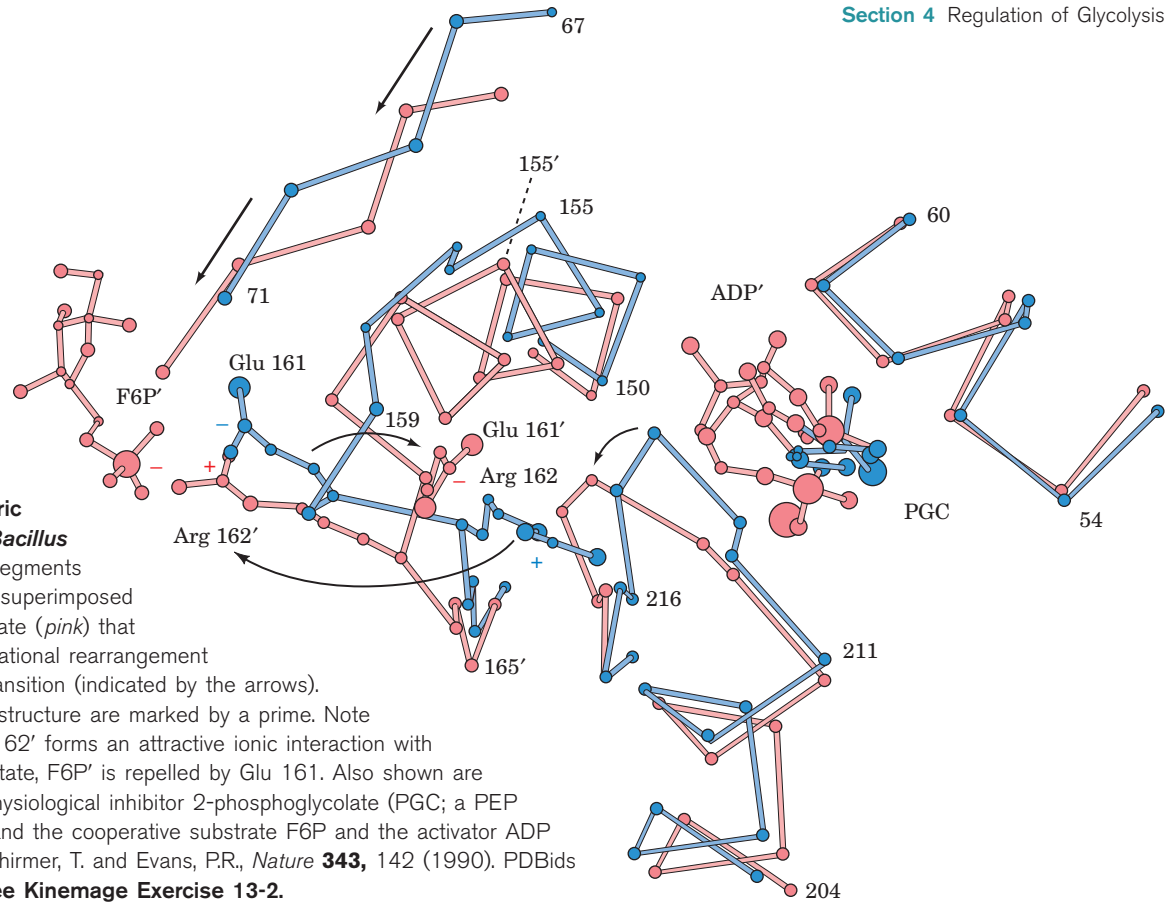 Section 4 Regulation of Glycolysis
67
155′
155
60
71
ADP′
Glu 161
150
F6P′
−
159
Glu 161′
−
+
−
Arg 162
PGC
54
Arg 162′
+
216
211
165′
204
ric
Bacillus
egments
superimposed
ate (pink) that
ational rearrangement
ansition (indicated by the arrows).
structure are marked by a prime. Note
62′ forms an attractive ionic interaction with
tate, F6P′ is repelled by Glu 161. Also shown are
hysiological inhibitor 2-phosphoglycolate (PGC; a PEP
and the cooperative substrate F6P and the activator ADP
hirmer, T. and Evans, P.R., Nature 343, 142 (1990). PDBids
ee Kinemage Exercise 13-2.